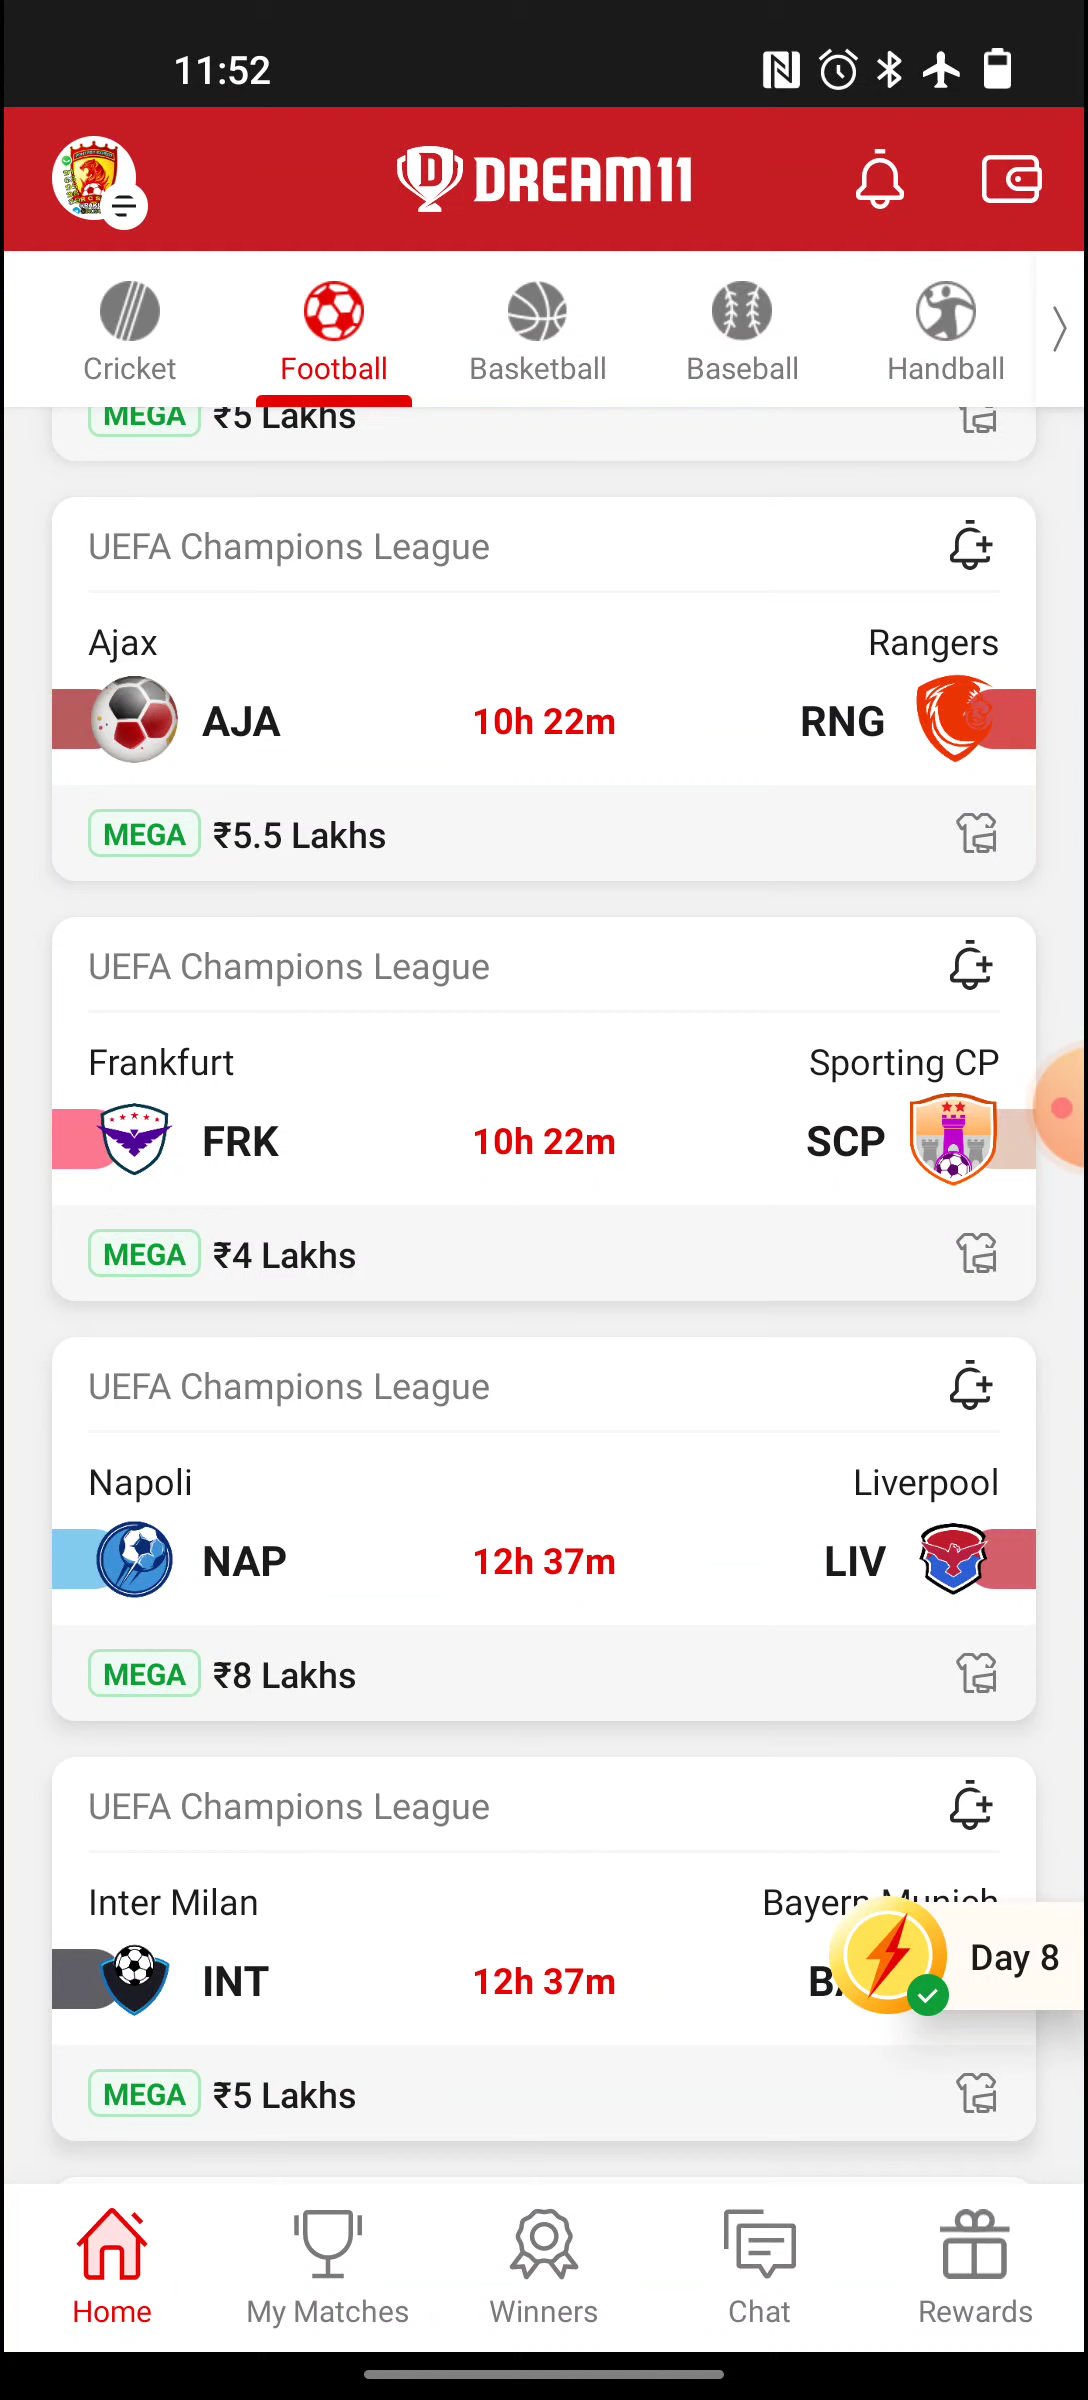 11:52
DREAM11
Cricket
Football
Basketball
Baseball
Handball
MEGA ₹5 Lakhs
UEFA Champions League
Ajax Rangers
AJA 10h 22m RNG
MEGA ₹5.5 Lakhs
UEFA Champions League
Frankfurt Sporting CP
FRK 10h 22m SCP
MEGA ₹4 Lakhs
UEFA Champions League
Napoli Liverpool
NAP 12h 37m LIV
MEGA ₹8 Lakhs
UEFA Champions League
Inter Milan Bayern Munich
INT 12h 37m
Day 8
MEGA ₹5 Lakhs
Home
My Matches
Winners
Chat
Rewards